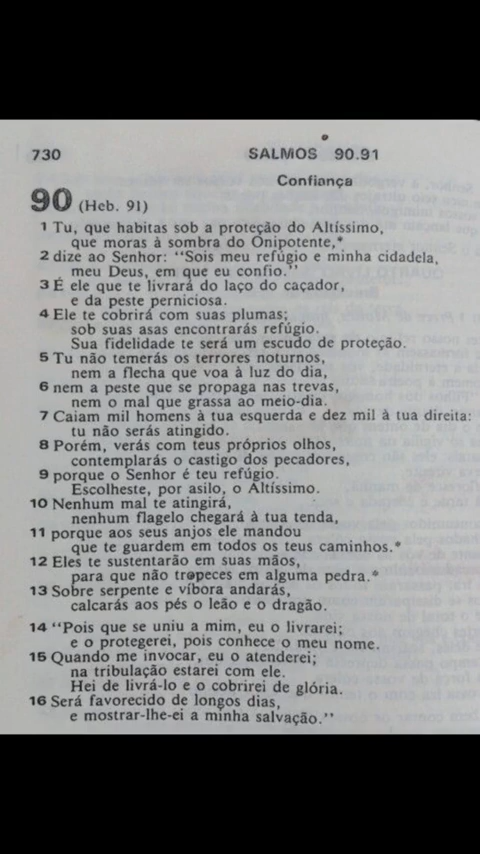 730
SALMOS 90.91
Confiança
90 (Heb. 91)
1 Tu, que habitas sob a proteção do Altíssimo,
que moras à sombra do Onipotente,*
2 dize ao Senhor: "Sois meu refúgio e minha cidadela,
meu Deus, em que eu confio."
3 É ele que te livrará do laço do caçador,
e da peste perniciosa.
4 Ele te cobrirá com suas plumas;
sob suas asas encontrarás refúgio.
Sua fidelidade te será um escudo de proteção.
5 Tu não temerás os terrores noturnos,
nem a flecha que voa à luz do dia,
6 nem a peste que se propaga nas trevas,
nem o mal que grassa ao meio-dia.
7 Caiam mil homens à tua esquerda e dez mil à tua direita:
tu não serás atingido.
8 Porém, verás com teus próprios olhos,
contemplarás o castigo dos pecadores,
9 porque o Senhor é teu refúgio.
Escolheste, por asilo, o Altíssimo.
10 Nenhum mal te atingirá,
nenhum flagelo chegará à tua tenda,
11 porque aos seus anjos ele mandou
que te guardem em todos os teus caminhos.*
12 Eles te sustentarão em suas mãos,
para que não tropeces em alguma pedra.*
13 Sobre serpente e víbora andarás,
calcarás aos pés o leão e o dragão.
14 "Pois que se uniu a mim, eu o livrarei;
e o protegerei, pois conhece o meu nome.
15 Quando me invocar, eu o atenderei;
na tribulação estarei com ele.
Hei de livrá-lo e o cobrirei de glória.
16 Será favorecido de longos dias,
e mostrar-lhe-ei a minha salvação."